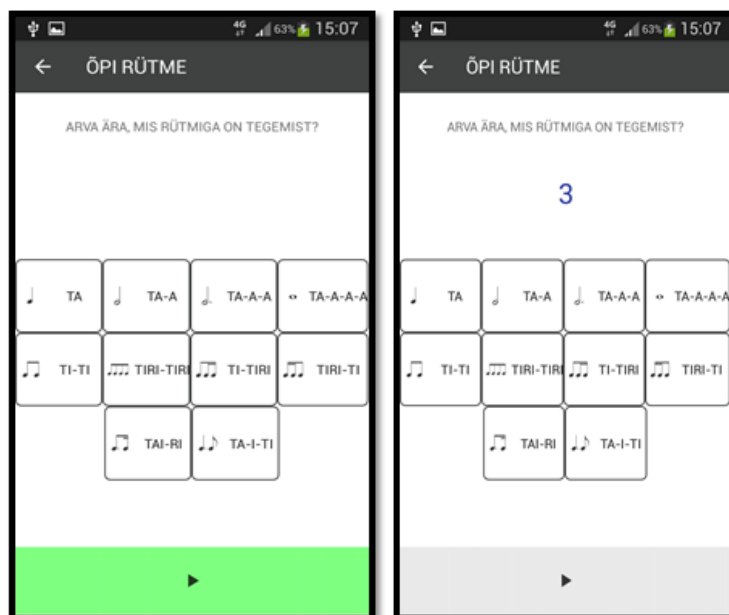 4G 63% 15:07
ÕPI RÜTME
ARVA ÄRA, MIS RÜTMIGA ON TEGEMIST?
TA TA-A TA-A-A TA-A-A-A
TI-TI TIRI-TIRI TI-TIRI TIRI-TI
TAI-RI TA-I-TI
4G 63% 15:07
ÕPI RÜTME
ARVA ÄRA, MIS RÜTMIGA ON TEGEMIST?
3
TA TA-A TA-A-A TA-A-A-A
TI-TI TIRI-TIRI TI-TIRI TIRI-TI
TAI-RI TA-I-TI